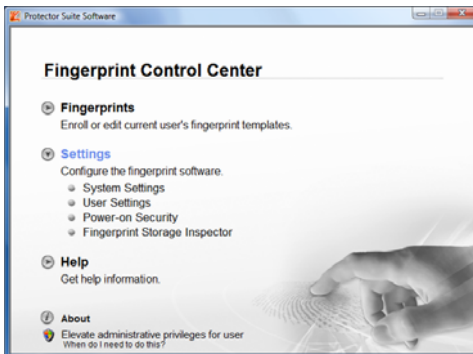 Protector Suite Software
Fingerprint Control Center
Fingerprints
Enroll or edit current user's fingerprint templates.
Settings
Configure the fingerprint software.
System Settings
User Settings
Power-on Security
Fingerprint Storage Inspector
Help
Get help information.
About
Elevate administrative privileges for user
When do I need to do this?